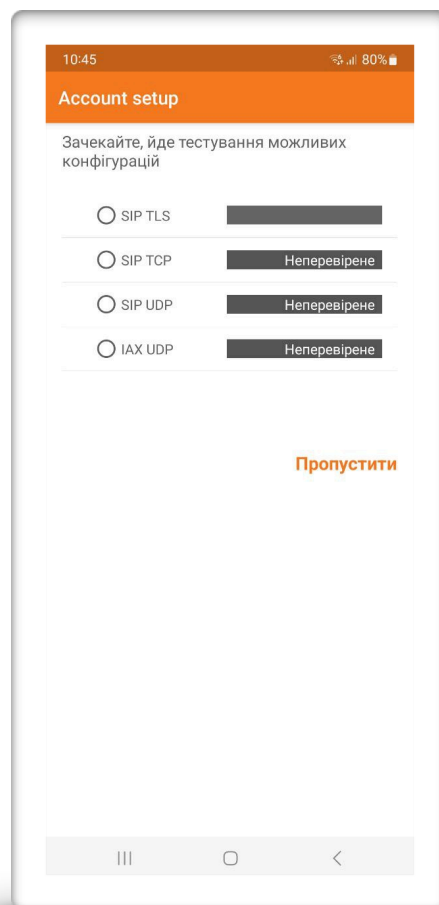 10:45 80%
Account setup
Зачекайте, йде тестування можливих
конфігурацій
SIP TLS
SIP TCP Неперевірене
SIP UDP Неперевірене
IAX UDP Неперевірене
Пропустити